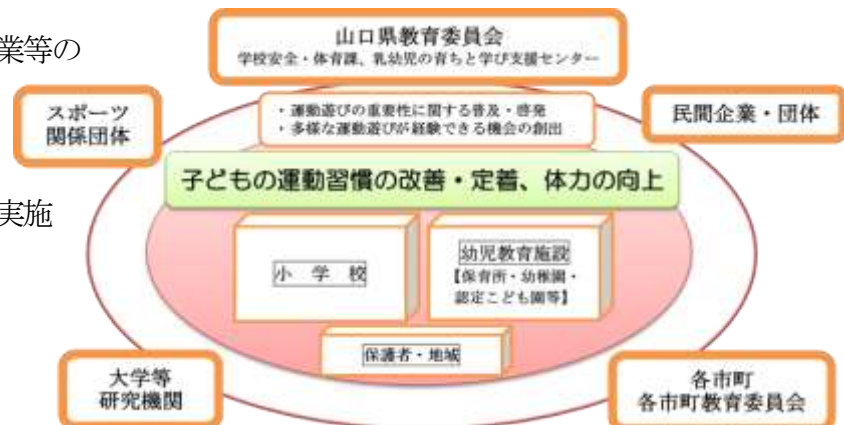 業等の
実施
山口県教育委員会
学校安全・体育課、乳幼児の育ちと学び支援センター
スポーツ
関係団体
・運動遊びの重要性に関する普及・啓発
・多様な運動遊びが経験できる機会の創出
民間企業・団体
子どもの運動習慣の改善・定着、体力の向上
小 学 校
幼児教育施設
【保育所・幼稚園・
認定こども園等】
保護者・地域
大学等
研究機関
各市町
各市町教育委員会